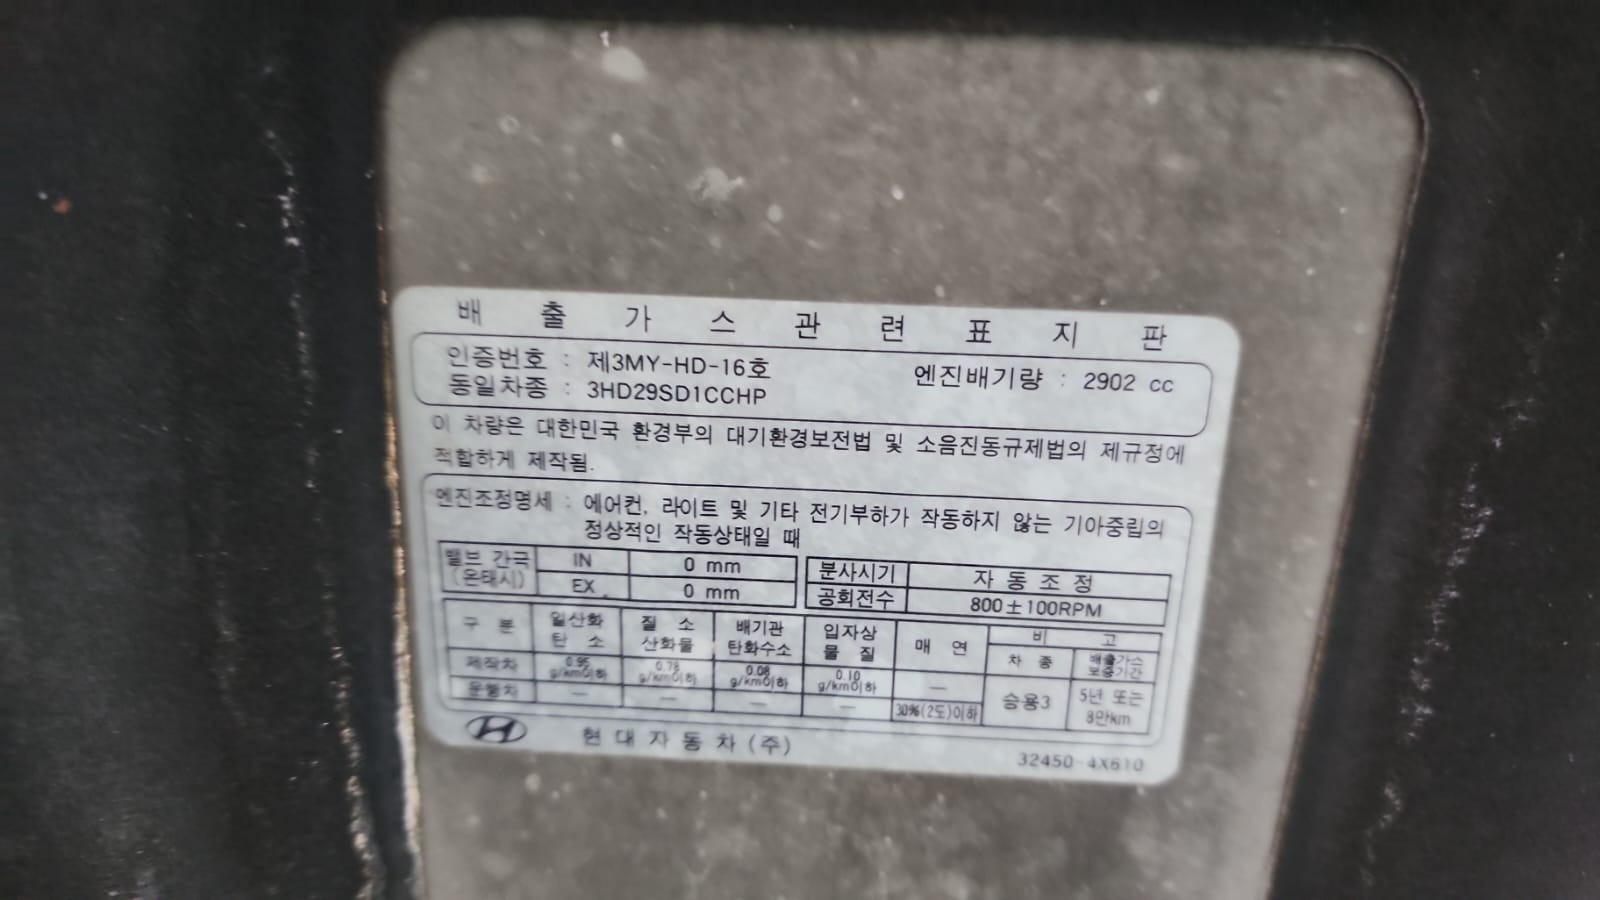 배 출 가 스 관 련 표 지 판
인증번호 : 제3MY-HD-16호 엔진배기량 : 2902 cc
동일차종 : 3HD29SD1CCHP
이 차량은 대한민국 환경부의 대기환경보전법 및 소음진동규제법의 제규정에
적합하게 제작됨.
엔진조정명세 : 에어컨, 라이트 및 기타 전기부하가 작동하지 않는 기아중립의
정상적인 작동상태일 때
밸브 간극 IN 0 mm 분사시기 자 동 조 정
(온태시) EX 0 mm 공회전수 800±100RPM
구 분 일산화 질 소 배기관 입자상 매 연 비 고
탄 소 산화물 탄화수소 물 질 차 종 배출가스
보증기간
제작차 0.95 0.78 0.08 0.10 — 승용3 5년 또는
g/km이하 g/km이하 g/km이하 g/km이하
운행차 — — — — 30%(2도)이하 8만km
현 대 자 동 차 (주) 32450-4X610